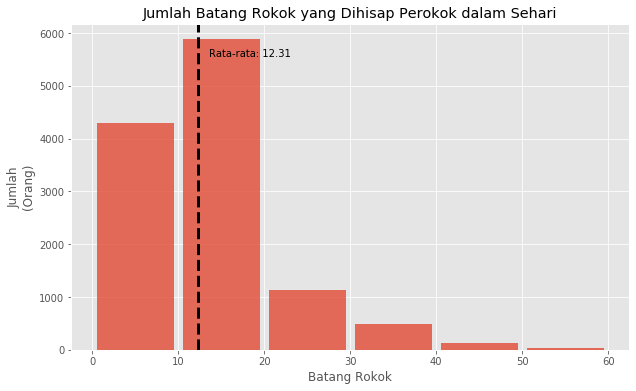 Jumlah Batang Rokok yang Dihisap Perokok dalam Sehari
6000
Rata-rata: 12.31
5000
4000
Jumlah
(Orang)
3000
2000
1000
0
0 10 20 30 40 50 60
Batang Rokok